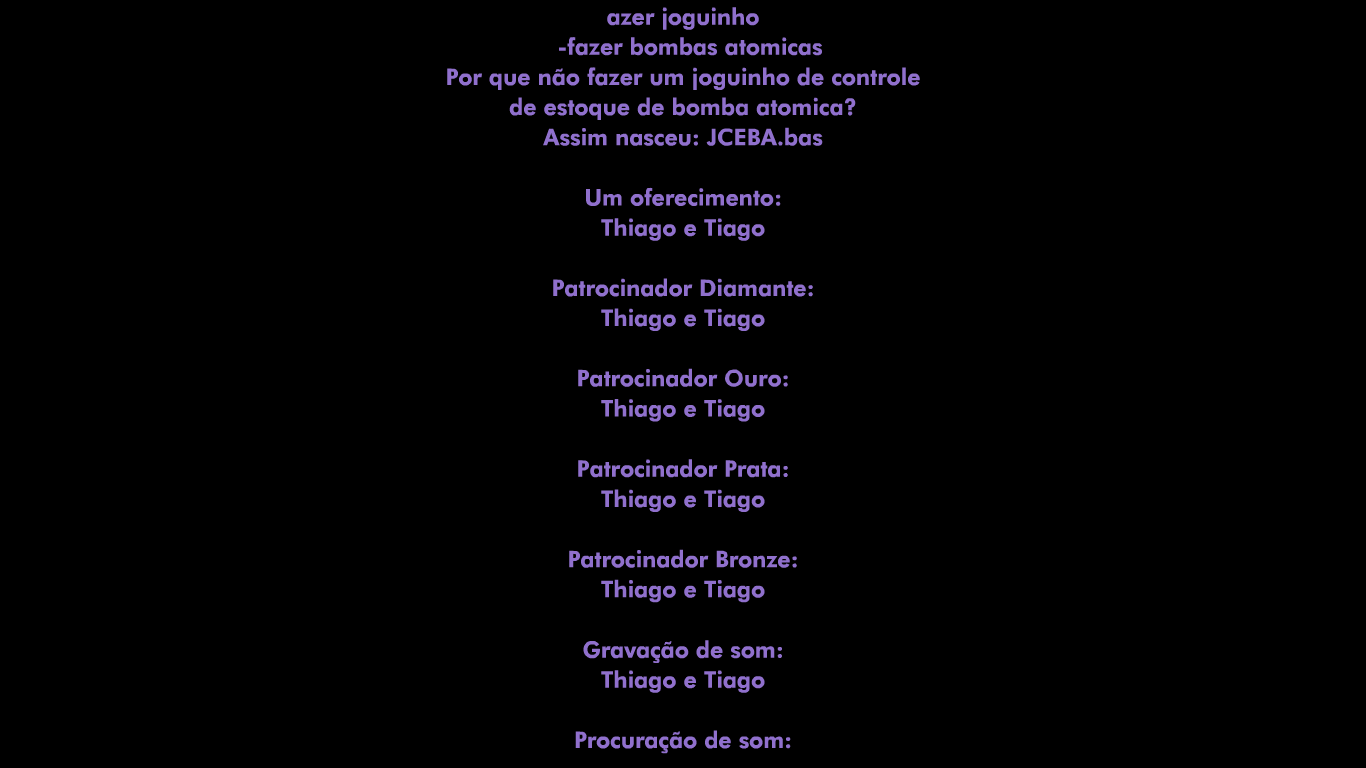 azer joguinho
-fazer bombas atomicas
Por que não fazer um joguinho de controle
de estoque de bomba atomica?
Assim nasceu: JCEBA.bas
Um oferecimento:
Thiago e Tiago
Patrocinador Diamante:
Thiago e Tiago
Patrocinador Ouro:
Thiago e Tiago
Patrocinador Prata:
Thiago e Tiago
Patrocinador Bronze:
Thiago e Tiago
Gravação de som:
Thiago e Tiago
Procuração de som: